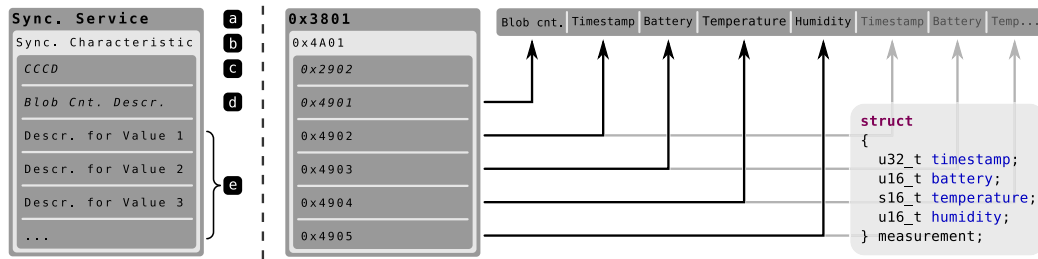 Sync. Service
a
Sync. Characteristic
b
CCCD
c
Blob Cnt. Descr.
d
Descr. for Value 1
Descr. for Value 2
Descr. for Value 3
...
e
0x3801
0x4A01
0x2902
0x4901
0x4902
0x4903
0x4904
0x4905
Blob cnt. Timestamp Battery Temperature Humidity Timestamp Battery Temp...
struct
{
u32_t timestamp;
u16_t battery;
s16_t temperature;
u16_t humidity;
} measurement;